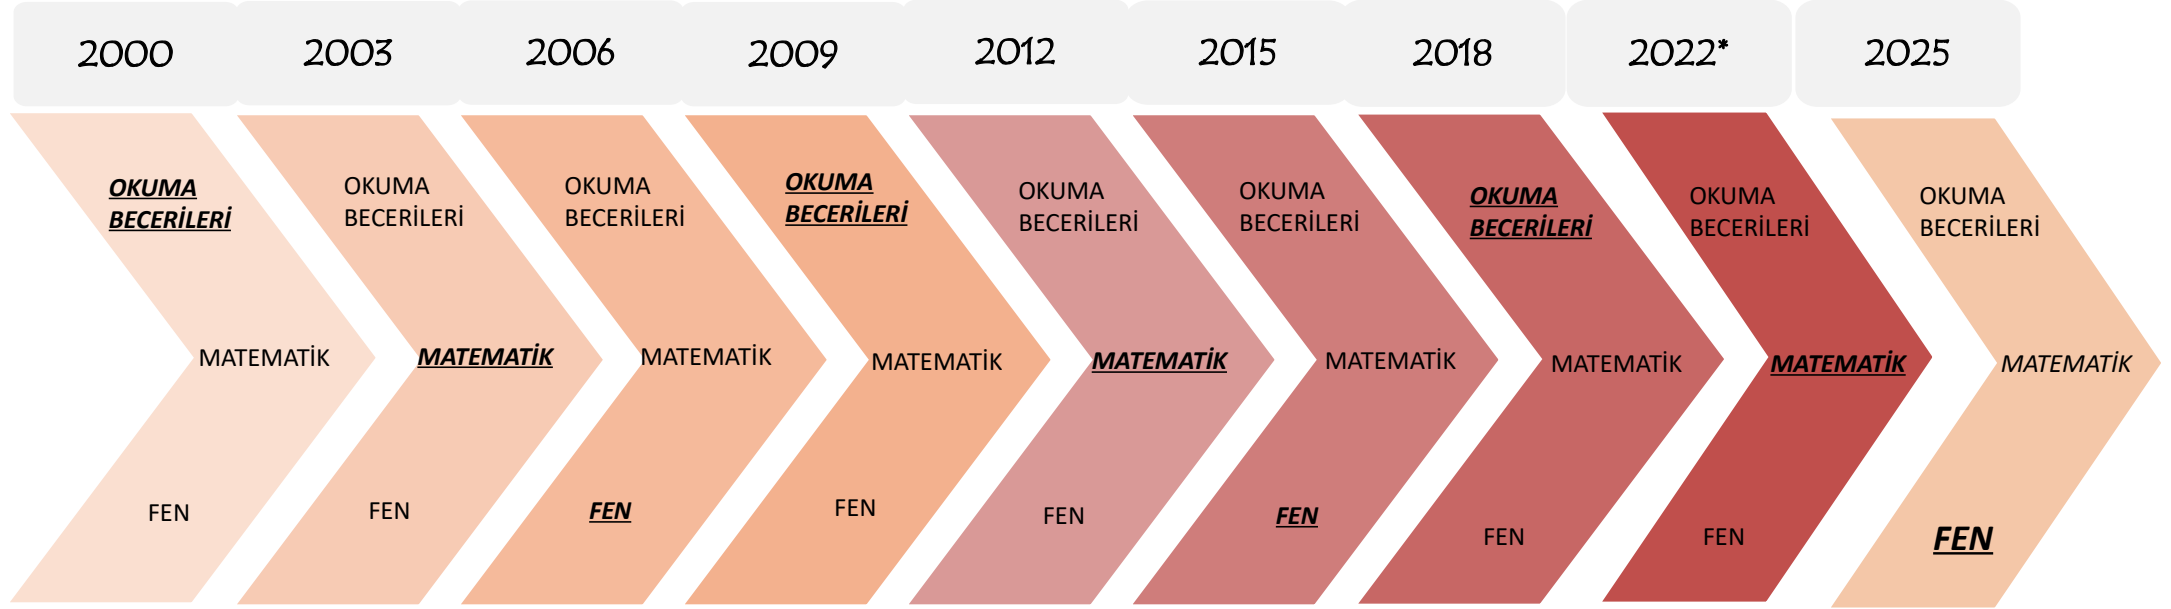 2000
2003
2006
2009
2012
2015
2018
2022*
2025
OKUMA
BECERİLERİ
MATEMATİK
FEN
OKUMA
BECERİLERİ
MATEMATİK
FEN
OKUMA
BECERİLERİ
MATEMATİK
FEN
OKUMA
BECERİLERİ
MATEMATİK
FEN
OKUMA
BECERİLERİ
MATEMATİK
FEN
OKUMA
BECERİLERİ
MATEMATİK
FEN
OKUMA
BECERİLERİ
MATEMATİK
FEN
OKUMA
BECERİLERİ
MATEMATİK
FEN
OKUMA
BECERİLERİ
MATEMATİK
FEN